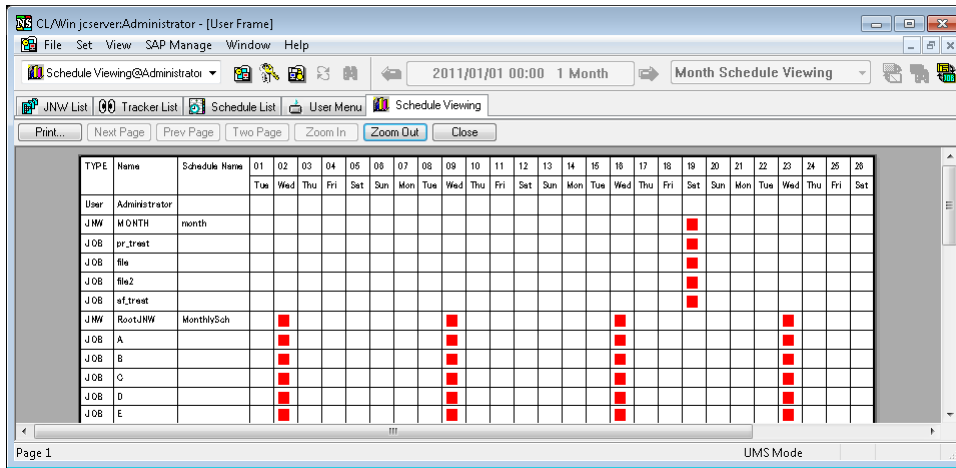 CL/Win jcserver:Administrator - [User Frame]
File Set View SAP Manage Window Help
Schedule Viewing@Administrator 2011/01/01 00:00 1 Month Month Schedule Viewing
JNW List Tracker List Schedule List User Menu Schedule Viewing
Print... Next Page Prev Page Two Page Zoom In Zoom Out Close
TYPE Name Schedule Name 01 02 03 04 05 06 07 08 09 10 11 12 13 14 15 16 17 18 19 20 21 22 23 24 25 26
Tue Wed Thu Fri Sat Sun Mon Tue Wed Thu Fri Sat Sun Mon Tue Wed Thu Fri Sat Sun Mon Tue Wed Thu Fri Sat
User Administrator
JNW MONTH month
JOB pr_treat
JOB file
JOB file2
JOB af_treat
JNW RootJNW MonthlySch
JOB A
JOB B
JOB C
JOB D
JOB E
Page 1 UMS Mode